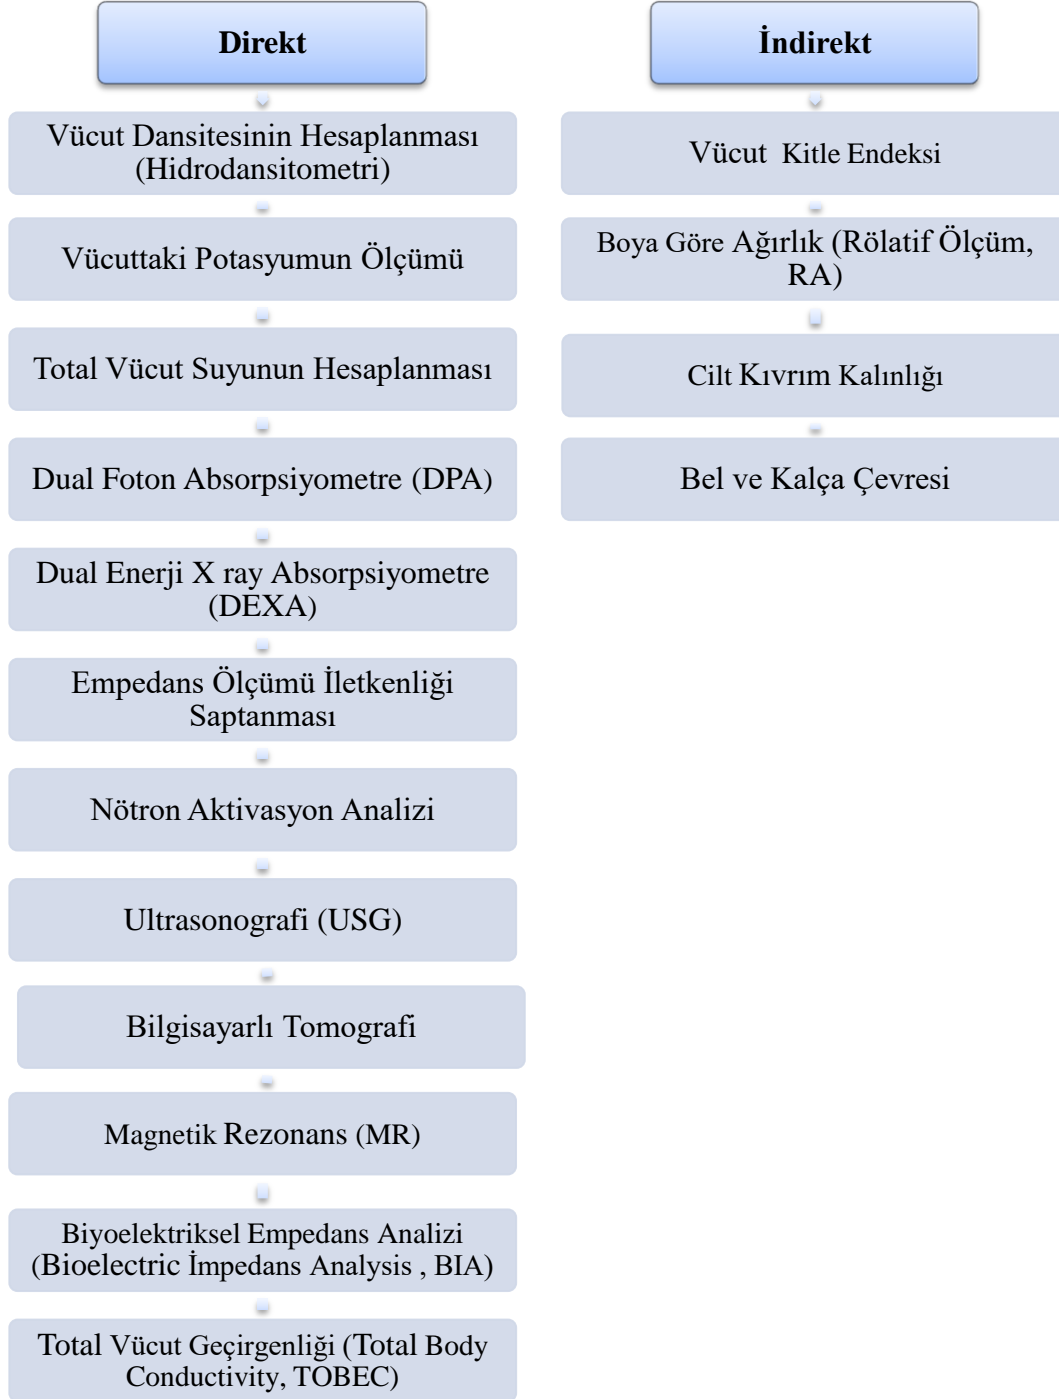 Direkt
Vücut Dansitesinin Hesaplanması
(Hidrodansitometri)
Vücuttaki Potasyumun Ölçümü
Total Vücut Suyunun Hesaplanması
Dual Foton Absorpsiyometre (DPA)
Dual Enerji X ray Absorpsiyometre
(DEXA)
Empedans Ölçümü İletkenliği
Saptanması
Nötron Aktivasyon Analizi
Ultrasonografi (USG)
Bilgisayarlı Tomografi
Magnetik Rezonans (MR)
Biyoelektriksel Empedans Analizi
(Bioelectric İmpedans Analysis , BIA)
Total Vücut Geçirgenliği (Total Body
Conductivity, TOBEC)
İndirekt
Vücut Kitle Endeksi
Boya Göre Ağırlık (Rölatif Ölçüm,
RA)
Cilt Kıvrım Kalınlığı
Bel ve Kalça Çevresi